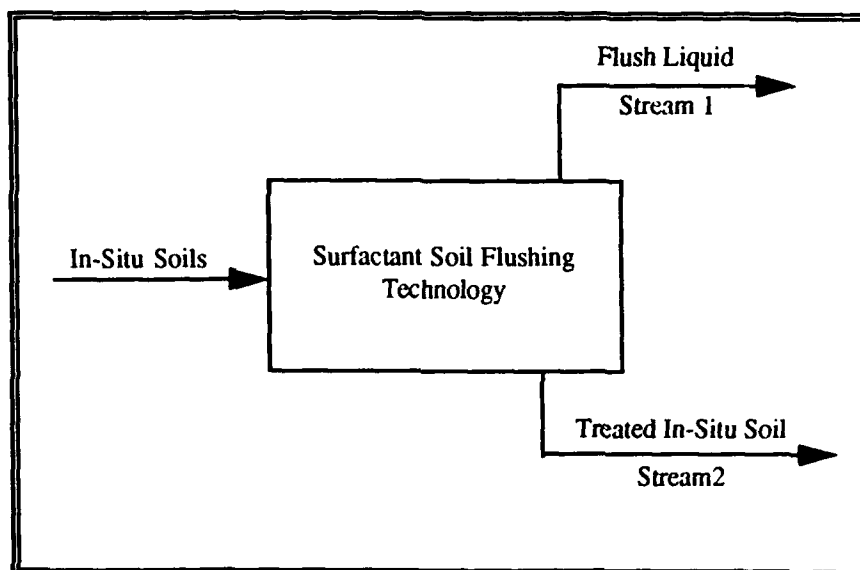 Flush Liquid
Stream 1
In-Situ Soils
Surfactant Soil Flushing
Technology
Treated In-Situ Soil
Stream2